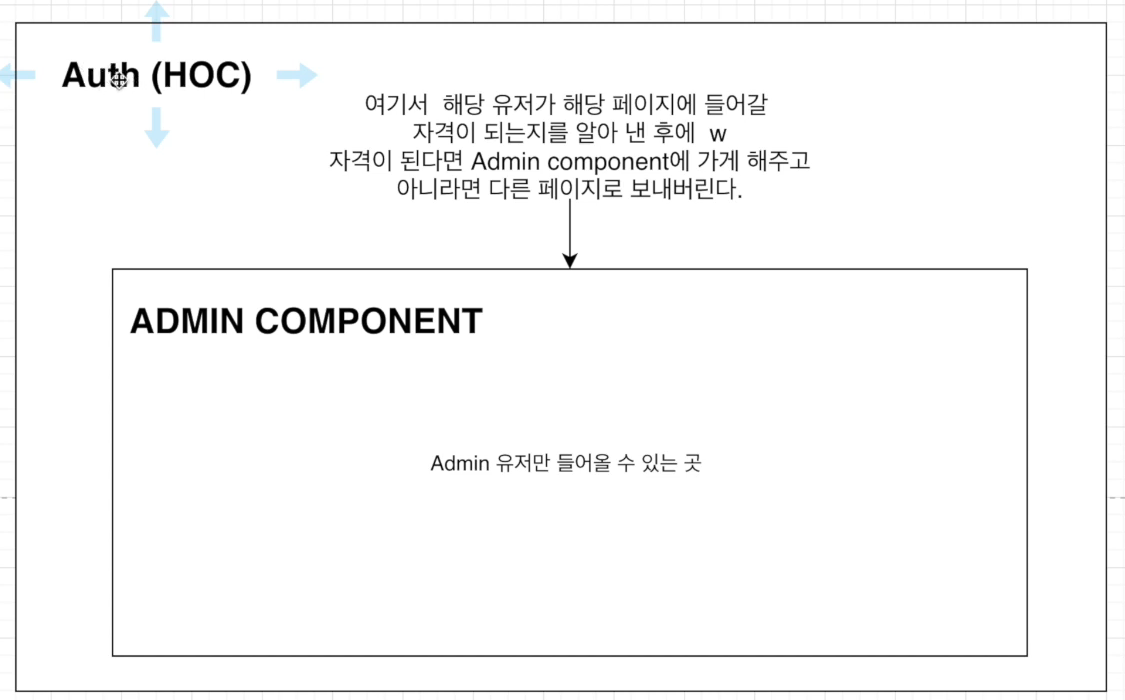 Auth (HOC)
여기서  해당 유저가 해당 페이지에 들어갈
자격이 되는지를 알아 낸 후에  w
자격이 된다면 Admin component에 가게 해주고
아니라면 다른 페이지로 보내버린다.
ADMIN COMPONENT
Admin 유저만 들어올 수 있는 곳